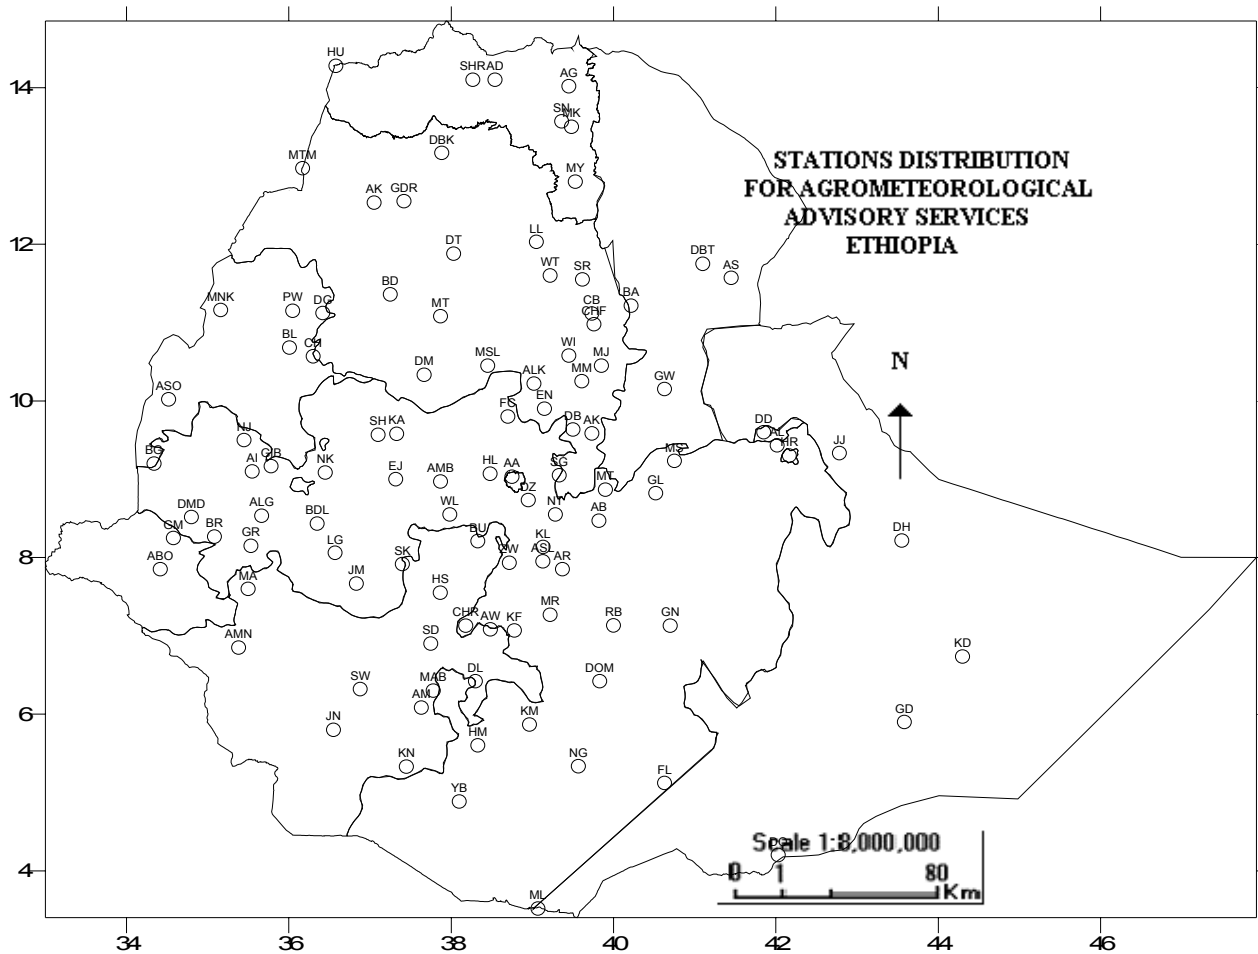 HU
SHR AD
14
AG
SN
MK
DBK
MTM
STATIONS DISTRIBUTION
FOR AGROMETEOROLOGICAL
ADVISORY SERVICES
ETHIOPIA
MY
AK GDR
12
LL
DT
DBT
AS
WT
SR
BD
BA
MNK
PW
DG
CB
CHF
MT
BL
CH
WI
MJ
N
DM
MSL
ALK
MM
GW
ASO
10
EN
FC
SH KA
DB AK
DD
AL
HR
JJ
NJ
BG
AI
GB
NK
MS
EJ
AMB
HL
AA
SG
MT
GL
DZ
DMD
ALG
BDL
WL
NT
AB
GM
BR
GR
LG
BU
KL
DH
8
ABO
SK
ASL
AR
MA
JM
HS
MR
CHR
AW
KF
RB
GN
AMN
SD
KD
SW
MAB
DL
DOM
AM
6
JN
KM
GD
HM
KN
NG
FL
YB
Scale 1:8,000,000
4
0 1 80
Km
ML
34 36 38 40 42 44 46